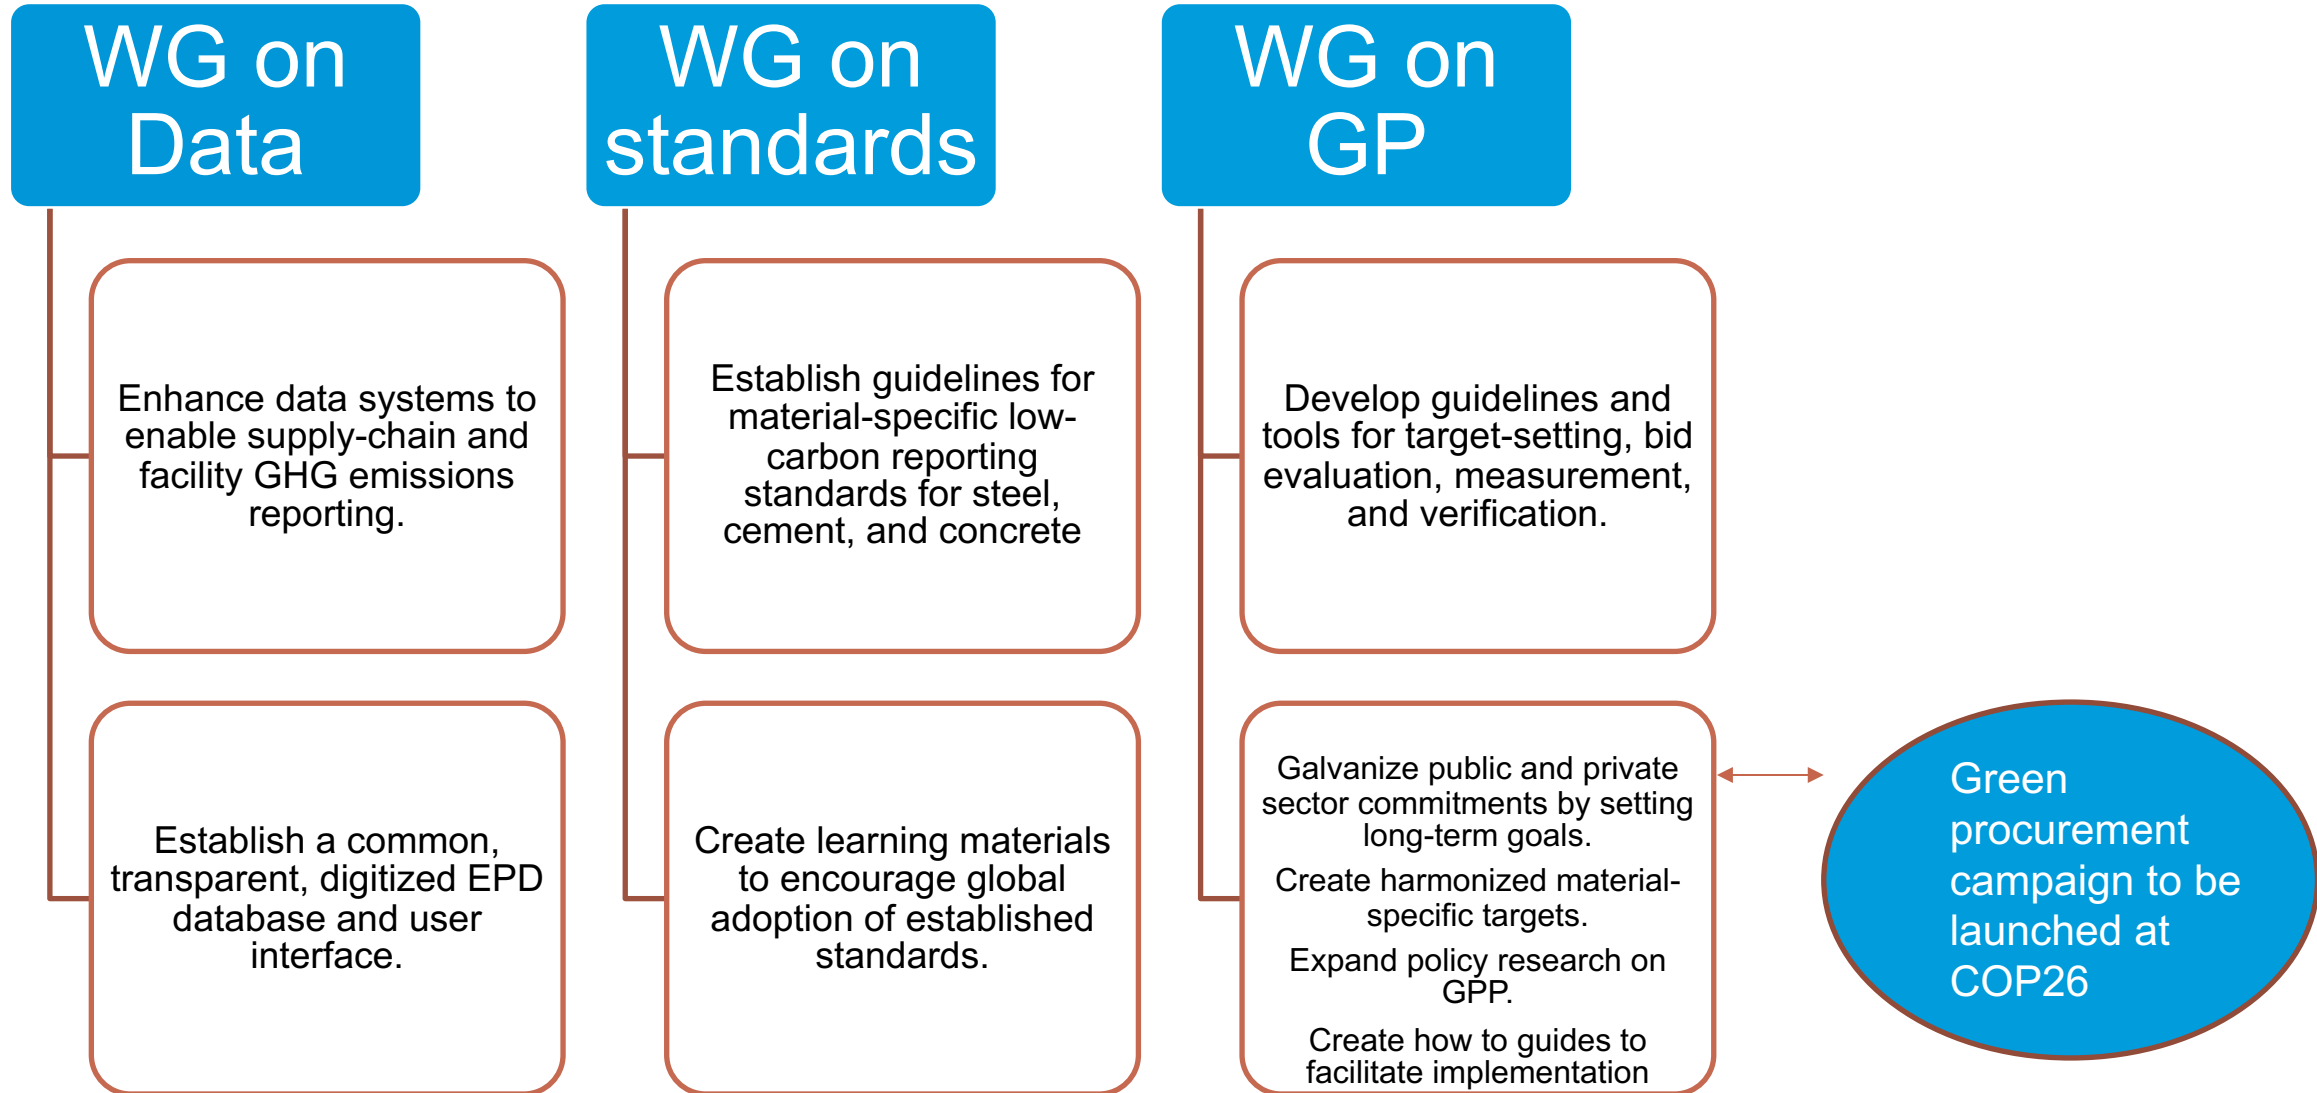 WG on
Data
WG on
standards
WG on
GP
Enhance data systems to
enable supply-chain and
facility GHG emissions
reporting.
Establish guidelines for
material-specific low-
carbon reporting
standards for steel,
cement, and concrete
Develop guidelines and
tools for target-setting, bid
evaluation, measurement,
and verification.
Establish a common,
transparent, digitized EPD
database and user
interface.
Create learning materials
to encourage global
adoption of established
standards.
Galvanize public and private
sector commitments by setting
long-term goals.
Create harmonized material-
specific targets.
Expand policy research on
GPP.
Create how to guides to
facilitate implementation
Green
procurement
campaign to be
launched at
COP26